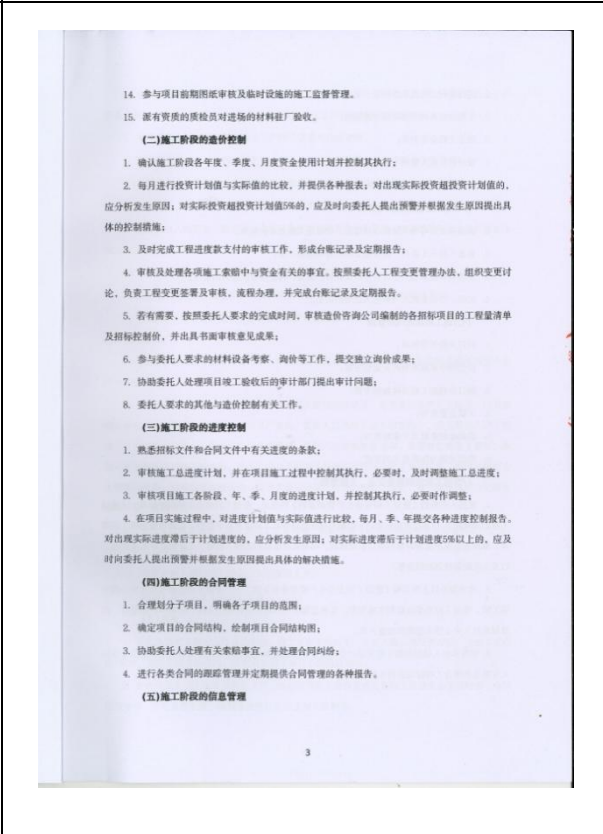 14. 参与项目前期图纸审核及临时设施的施工监督管理。
15. 派有资质的质检员对进场的材料驻厂验收。
(二)施工阶段的造价控制
1. 确认施工阶段各年度、季度、月度资金使用计划并控制其执行；
2. 每月进行投资计划值与实际值的比较，并提供各种报表；对出现实际投资超投资计划值的，
应分析发生原因；对实际投资超投资计划值5%的，应及时向委托人提出预警并根据发生原因提出具
体的控制措施；
3. 及时完成工程进度款支付的审核工作，形成台账记录及定期报告；
4. 审核及处理各项施工索赔中与资金有关的事宜。按照委托人工程变更管理办法，组织变更讨
论，负责工程变更签署及审核，流程办理，并完成台账记录及定期报告。
5. 若有需要，按照委托人要求的完成时间，审核造价咨询公司编制的各招标项目的工程量清单
及招标控制价，并出具书面审核意见成果；
6. 参与委托人要求的材料设备考察、询价等工作，提交独立询价成果；
7. 协助委托人处理项目竣工验收后的审计部门提出审计问题；
8. 委托人要求的其他与造价控制有关工作。
(三)施工阶段的进度控制
1. 熟悉招标文件和合同文件中有关进度的条款；
2. 审核施工总进度计划，并在项目施工过程中控制其执行，必要时，及时调整施工总进度；
3. 审核项目施工各阶段、年、季、月度的进度计划，并控制其执行，必要时作调整；
4. 在项目实施过程中，对进度计划值与实际值进行比较，每月、季、年提交各种进度控制报告。
对出现实际进度滞后于计划进度的，应分析发生原因；对实际进度滞后于计划进度5%以上的，应及
时向委托人提出预警并根据发生原因提出具体的解决措施。
(四)施工阶段的合同管理
1. 合理划分子项目，明确各子项目的范围；
2. 确定项目的合同结构，绘制项目合同结构图；
3. 协助委托人处理有关索赔事宜，并处理合同纠纷；
4. 进行各类合同的跟踪管理并定期提供合同管理的各种报告。
(五)施工阶段的信息管理
3